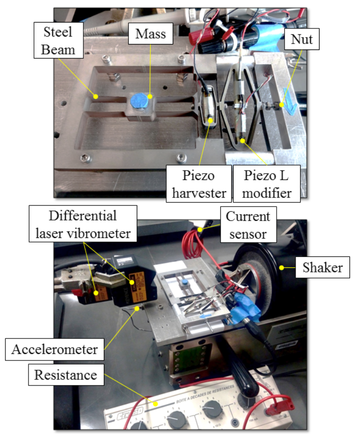 Steel
Beam
Mass
Nut
Piezo
harvester
Piezo L
modifier
Differential
laser vibrometer
Current
sensor
Shaker
Accelerometer
Resistance